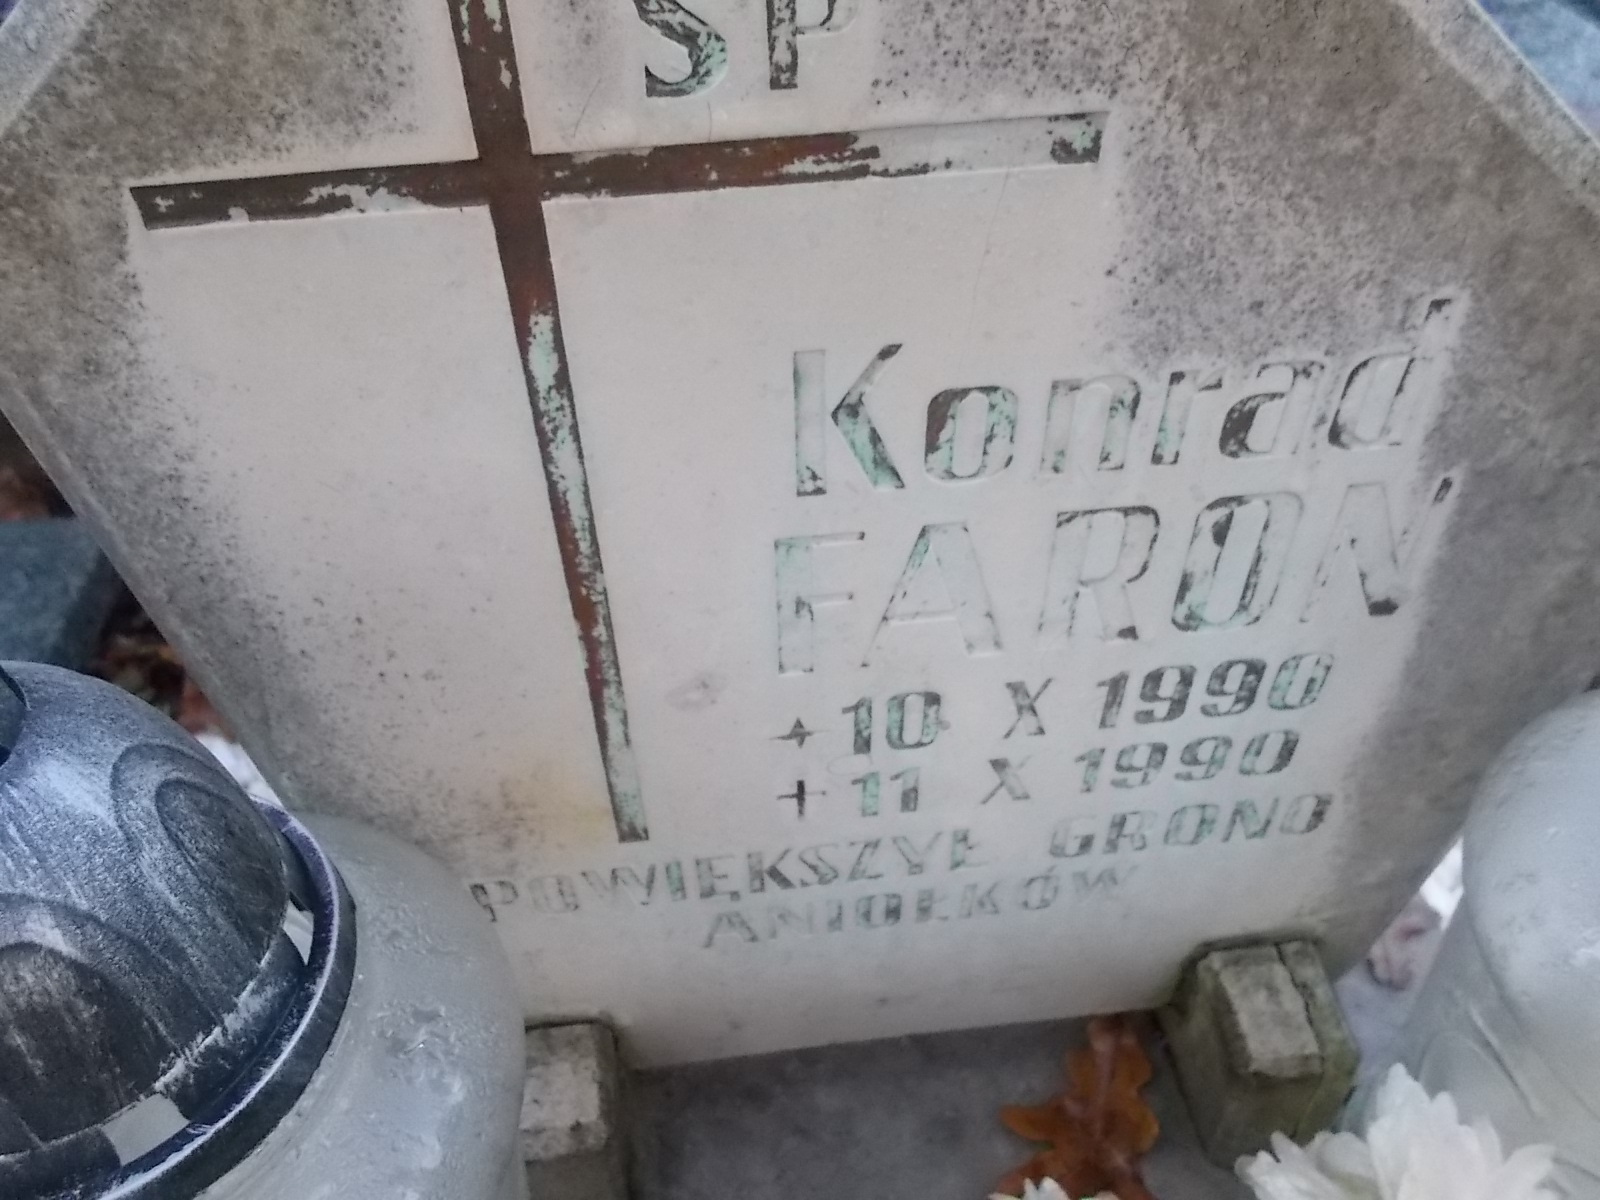 SP
Konrad
FAROŃ
10 X 1990
+ 11 X 1990
POWIĘKSZYŁ GRONO
ANIOŁKÓW